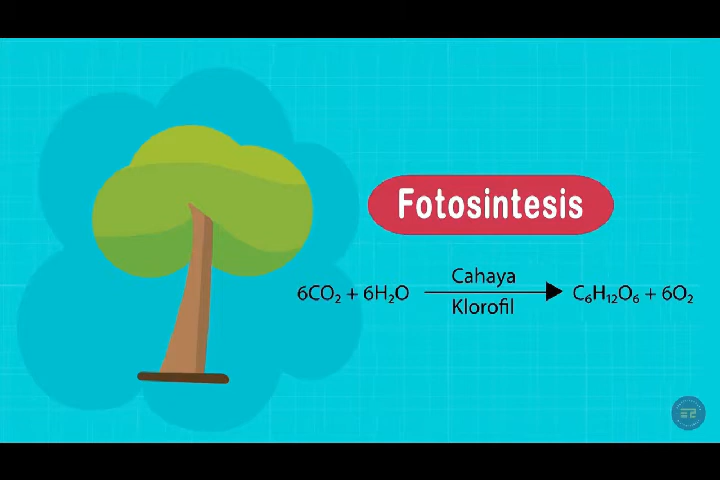 Fotosintesis
Cahaya
6CO₂ + 6H₂O → C₆H₁₂O₆ + 6O₂
Klorofil